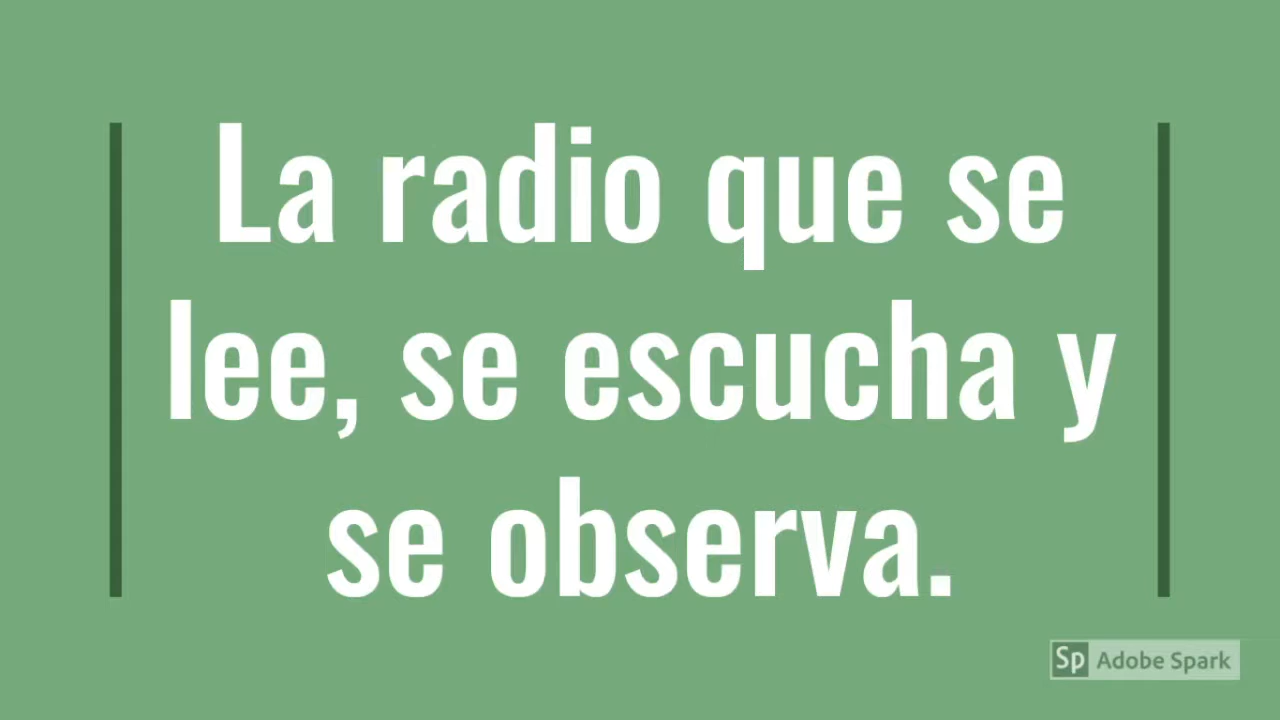 La radio que se
lee, se escucha y
se observa.
Sp Adobe Spark